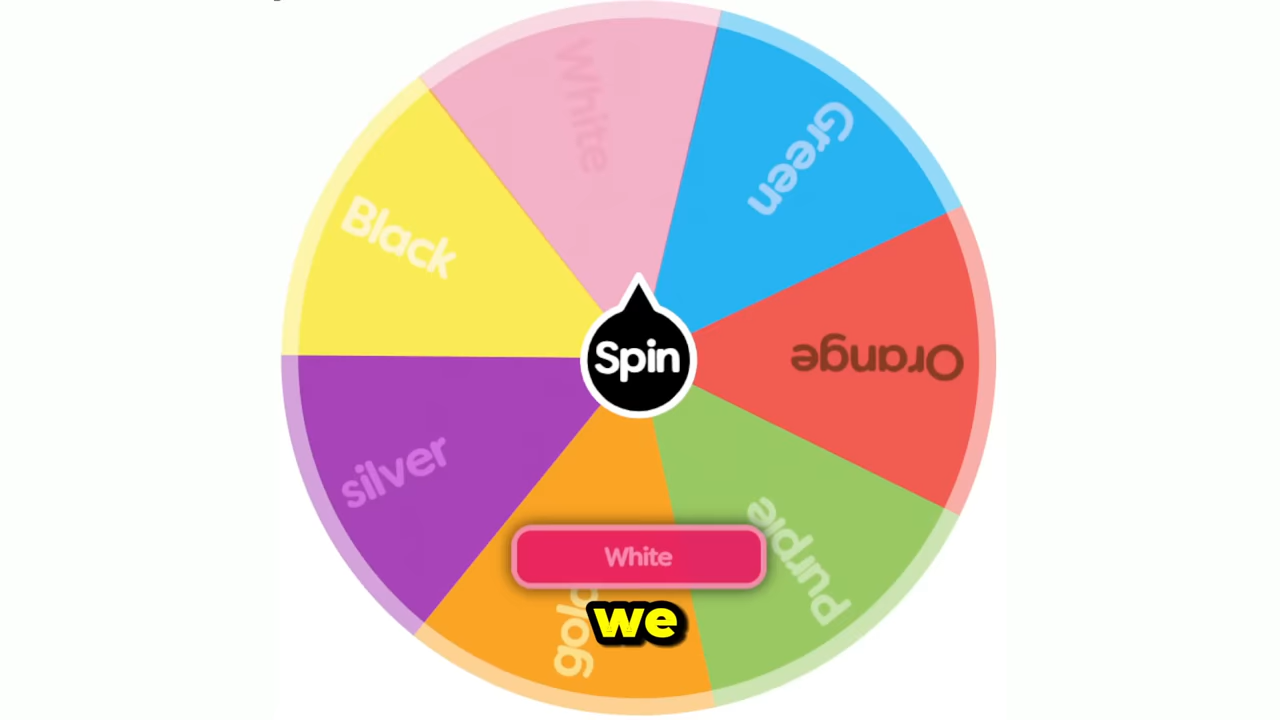 White
Green
Black
Orange
Spin
silver
Purple
White
gold
we